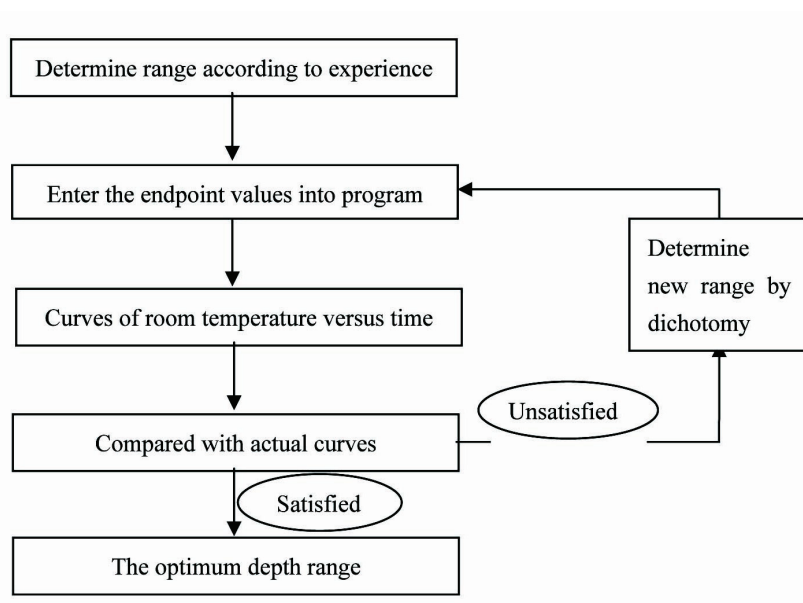 Determine range according to experience
Enter the endpoint values into program
Determine
new range by
dichotomy
Curves of room temperature versus time
Unsatisfied
Compared with actual curves
Satisfied
The optimum depth range